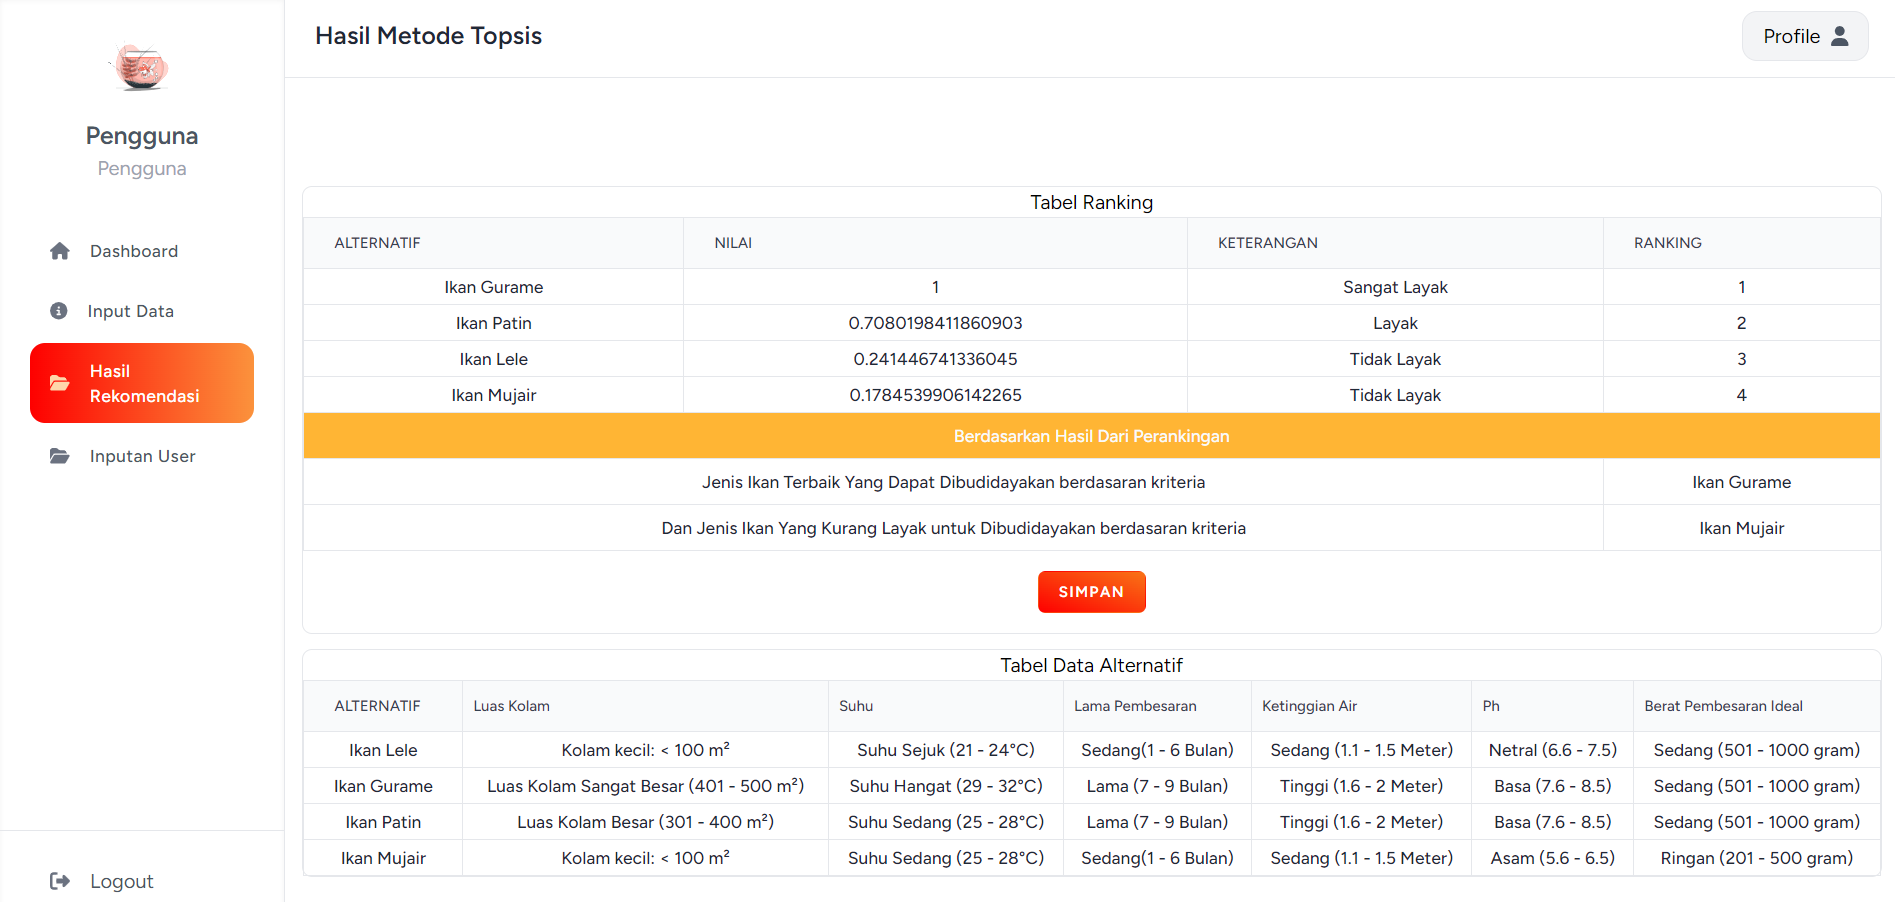 Hasil Metode Topsis
Profile
Pengguna
Pengguna
Dashboard
Input Data
Hasil
Rekomendasi
Inputan User
Logout
Tabel Ranking
ALTERNATIF NILAI KETERANGAN RANKING
Ikan Gurame 1 Sangat Layak 1
Ikan Patin 0.7080198411860903 Layak 2
Ikan Lele 0.241446741336045 Tidak Layak 3
Ikan Mujair 0.1784539906142265 Tidak Layak 4
Berdasarkan Hasil Dari Perankingan
Jenis Ikan Terbaik Yang Dapat Dibudidayakan berdasaran kriteria Ikan Gurame
Dan Jenis Ikan Yang Kurang Layak untuk Dibudidayakan berdasaran kriteria Ikan Mujair
SIMPAN
Tabel Data Alternatif
ALTERNATIF Luas Kolam Suhu Lama Pembesaran Ketinggian Air Ph Berat Pembesaran Ideal
Ikan Lele Kolam kecil: < 100 m² Suhu Sejuk (21 - 24°C) Sedang(1 - 6 Bulan) Sedang (1.1 - 1.5 Meter) Netral (6.6 - 7.5) Sedang (501 - 1000 gram)
Ikan Gurame Luas Kolam Sangat Besar (401 - 500 m²) Suhu Hangat (29 - 32°C) Lama (7 - 9 Bulan) Tinggi (1.6 - 2 Meter) Basa (7.6 - 8.5) Sedang (501 - 1000 gram)
Ikan Patin Luas Kolam Besar (301 - 400 m²) Suhu Sedang (25 - 28°C) Lama (7 - 9 Bulan) Tinggi (1.6 - 2 Meter) Basa (7.6 - 8.5) Sedang (501 - 1000 gram)
Ikan Mujair Kolam kecil: < 100 m² Suhu Sedang (25 - 28°C) Sedang(1 - 6 Bulan) Sedang (1.1 - 1.5 Meter) Asam (5.6 - 6.5) Ringan (201 - 500 gram)